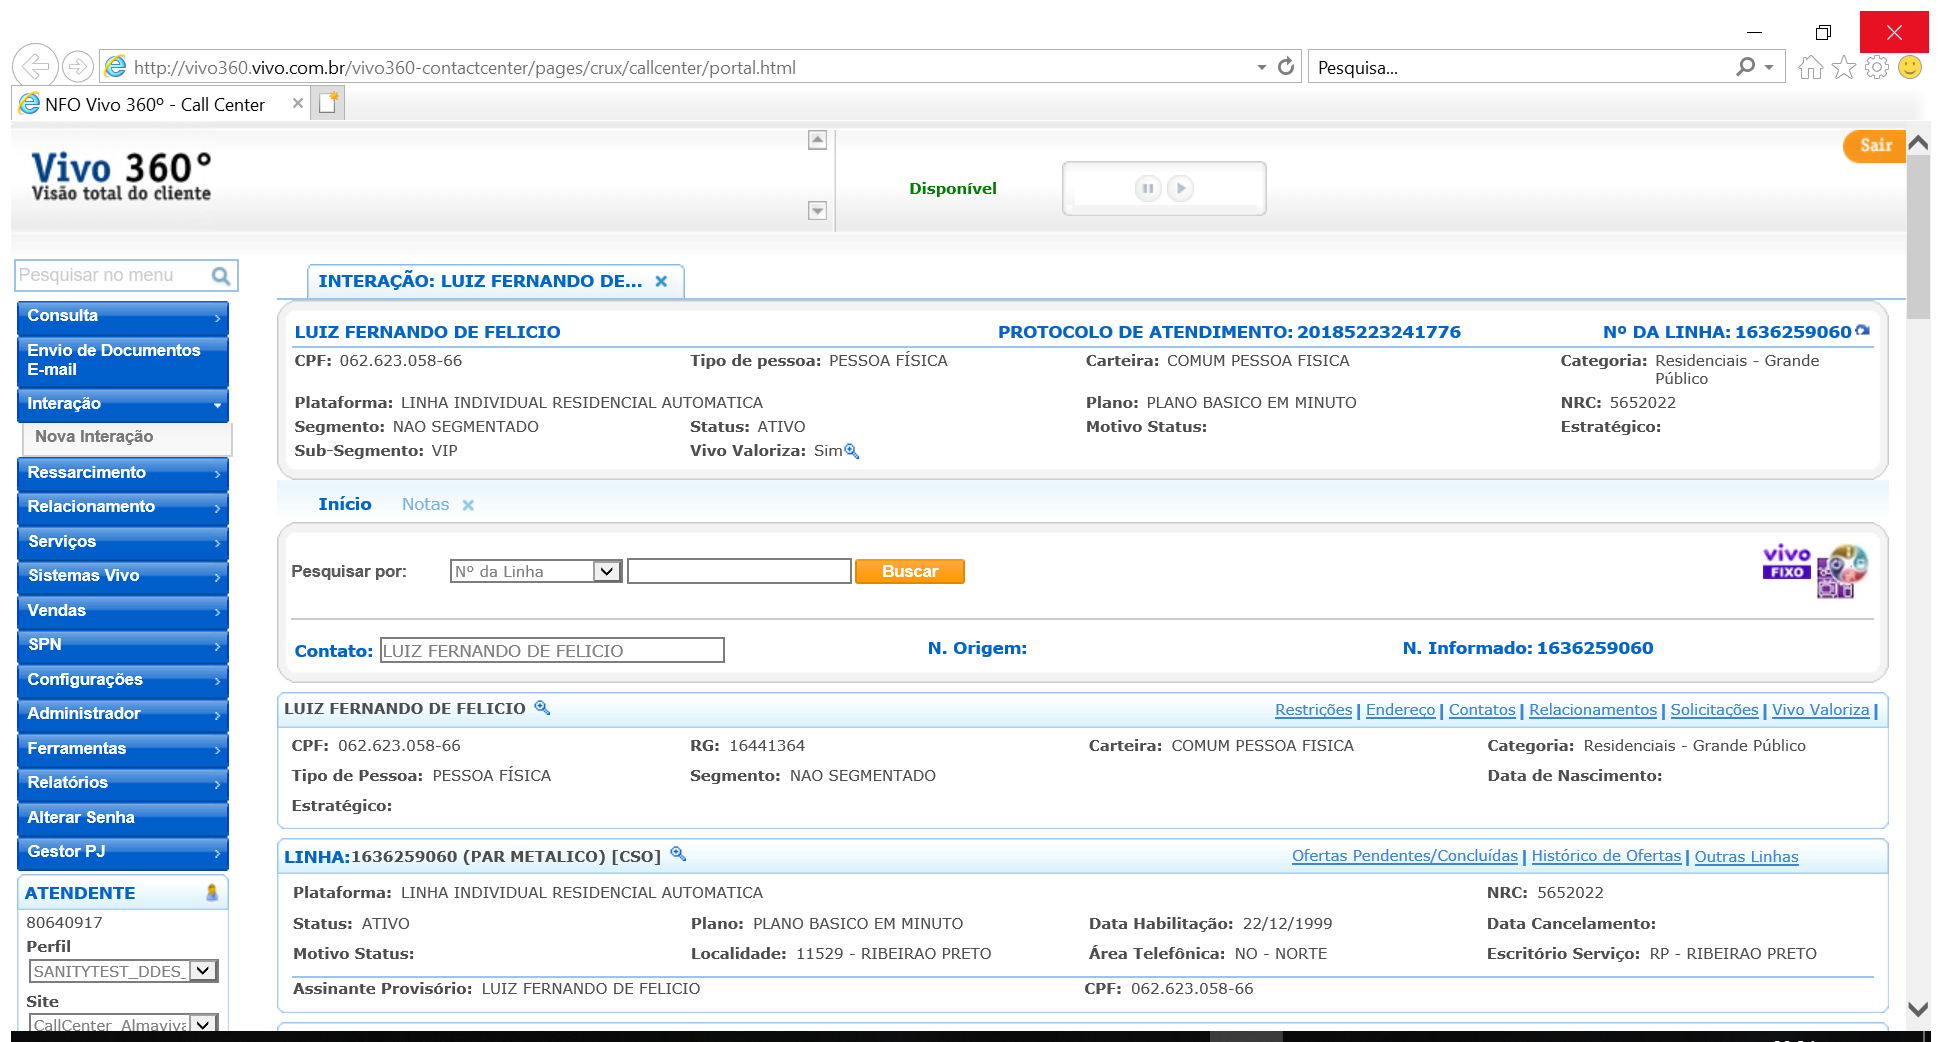 http://vivo360.vivo.com.br/vivo360-contactcenter/pages/crux/callcenter/portal.html
Pesquisa...
NFO Vivo 360º - Call Center
Vivo 360°
Visão total do cliente
Disponível
Sair
Pesquisar no menu
INTERAÇÃO: LUIZ FERNANDO DE...
Consulta
Envio de Documentos
E-mail
Interação
Nova Interação
Ressarcimento
Relacionamento
Serviços
Sistemas Vivo
Vendas
SPN
Configurações
Administrador
Ferramentas
Relatórios
Alterar Senha
Gestor PJ
ATENDENTE
80640917
Perfil
SANITYTEST_DDES_
Site
CallCenter_Almaviva
LUIZ FERNANDO DE FELICIO PROTOCOLO DE ATENDIMENTO: 20185223241776 Nº DA LINHA: 1636259060
CPF: 062.623.058-66 Tipo de pessoa: PESSOA FÍSICA Carteira: COMUM PESSOA FISICA Categoria: Residenciais - Grande
Público
Plataforma: LINHA INDIVIDUAL RESIDENCIAL AUTOMATICA Plano: PLANO BASICO EM MINUTO NRC: 5652022
Segmento: NAO SEGMENTADO Status: ATIVO Motivo Status: Estratégico:
Sub-Segmento: VIP Vivo Valoriza: Sim
Início Notas
Pesquisar por: Nº da Linha Buscar
vivo
FIXO
Contato: LUIZ FERNANDO DE FELICIO N. Origem: N. Informado: 1636259060
LUIZ FERNANDO DE FELICIO Restrições | Endereço | Contatos | Relacionamentos | Solicitações | Vivo Valoriza |
CPF: 062.623.058-66 RG: 16441364 Carteira: COMUM PESSOA FISICA Categoria: Residenciais - Grande Público
Tipo de Pessoa: PESSOA FÍSICA Segmento: NAO SEGMENTADO Data de Nascimento:
Estratégico:
LINHA:1636259060 (PAR METALICO) [CSO] Ofertas Pendentes/Concluídas | Histórico de Ofertas | Outras Linhas
Plataforma: LINHA INDIVIDUAL RESIDENCIAL AUTOMATICA NRC: 5652022
Status: ATIVO Plano: PLANO BASICO EM MINUTO Data Habilitação: 22/12/1999 Data Cancelamento:
Motivo Status: Localidade: 11529 - RIBEIRAO PRETO Área Telefônica: NO - NORTE Escritório Serviço: RP - RIBEIRAO PRETO
Assinante Provisório: LUIZ FERNANDO DE FELICIO CPF: 062.623.058-66